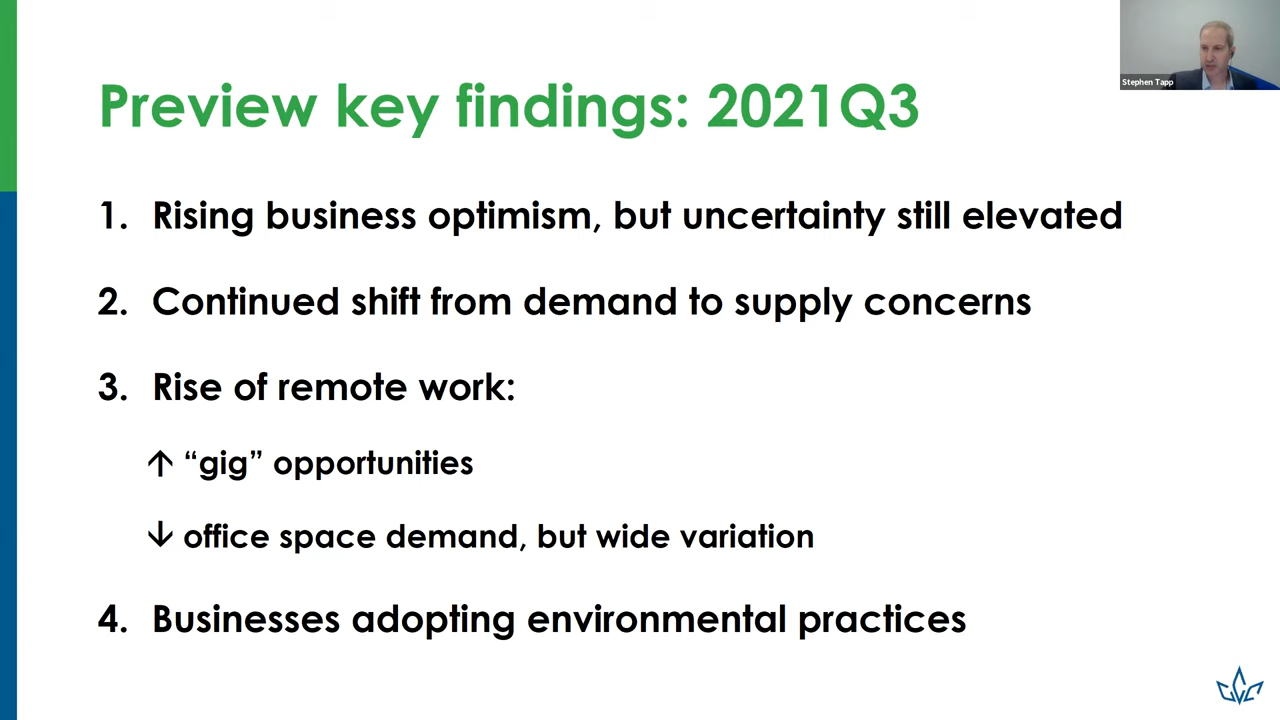 Stephen Tapp
Preview key findings: 2021Q3
1. Rising business optimism, but uncertainty still elevated
2. Continued shift from demand to supply concerns
3. Rise of remote work:
↑ “gig” opportunities
↓ office space demand, but wide variation
4. Businesses adopting environmental practices